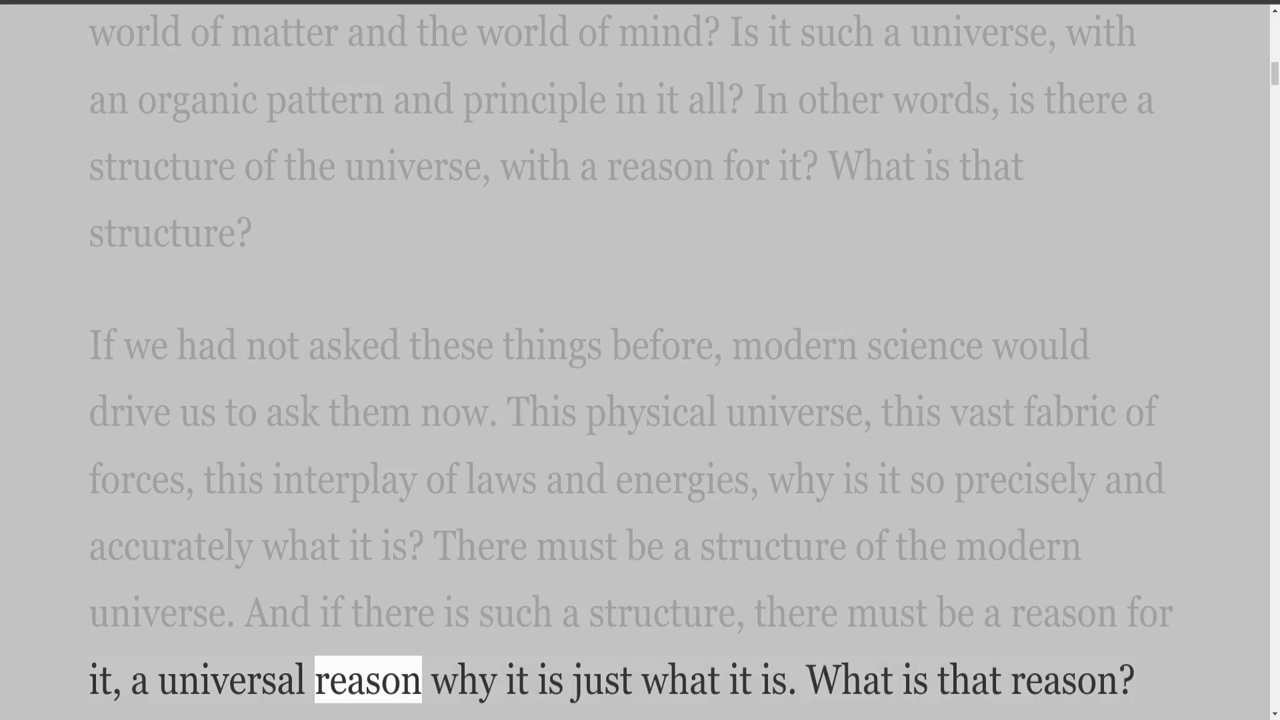 world of matter and the world of mind? Is it such a universe, with
an organic pattern and principle in it all? In other words, is there a
structure of the universe, with a reason for it? What is that
structure?
If we had not asked these things before, modern science would
drive us to ask them now. This physical universe, this vast fabric of
forces, this interplay of laws and energies, why is it so precisely and
accurately what it is? There must be a structure of the modern
universe. And if there is such a structure, there must be a reason for
it, a universal reason why it is just what it is. What is that reason?